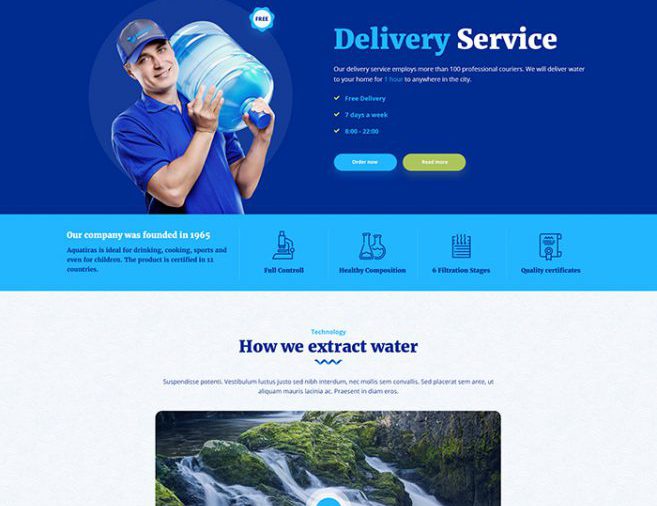 FREE
Delivery Service
Our delivery service employs more than 100 professional couriers. We will deliver water
to your home for 1 hour to anywhere in the city.
Free Delivery
7 days a week
8:00 - 22:00
Order now
Read more
Our company was founded in 1965
Aquatiras is ideal for drinking, cooking, sports and
even for children. The product is certified in 11
countries.
Full Controll
Healthy Composition
6 Filtration Stages
Quality certificates
Technology
How we extract water
Suspendisse potenti. Vestibulum luctus justo sed nibh interdum, nec mollis sem convallis. Sed placerat sem ante, ut
aliquam mauris lacinia ac. Praesent in diam eros.